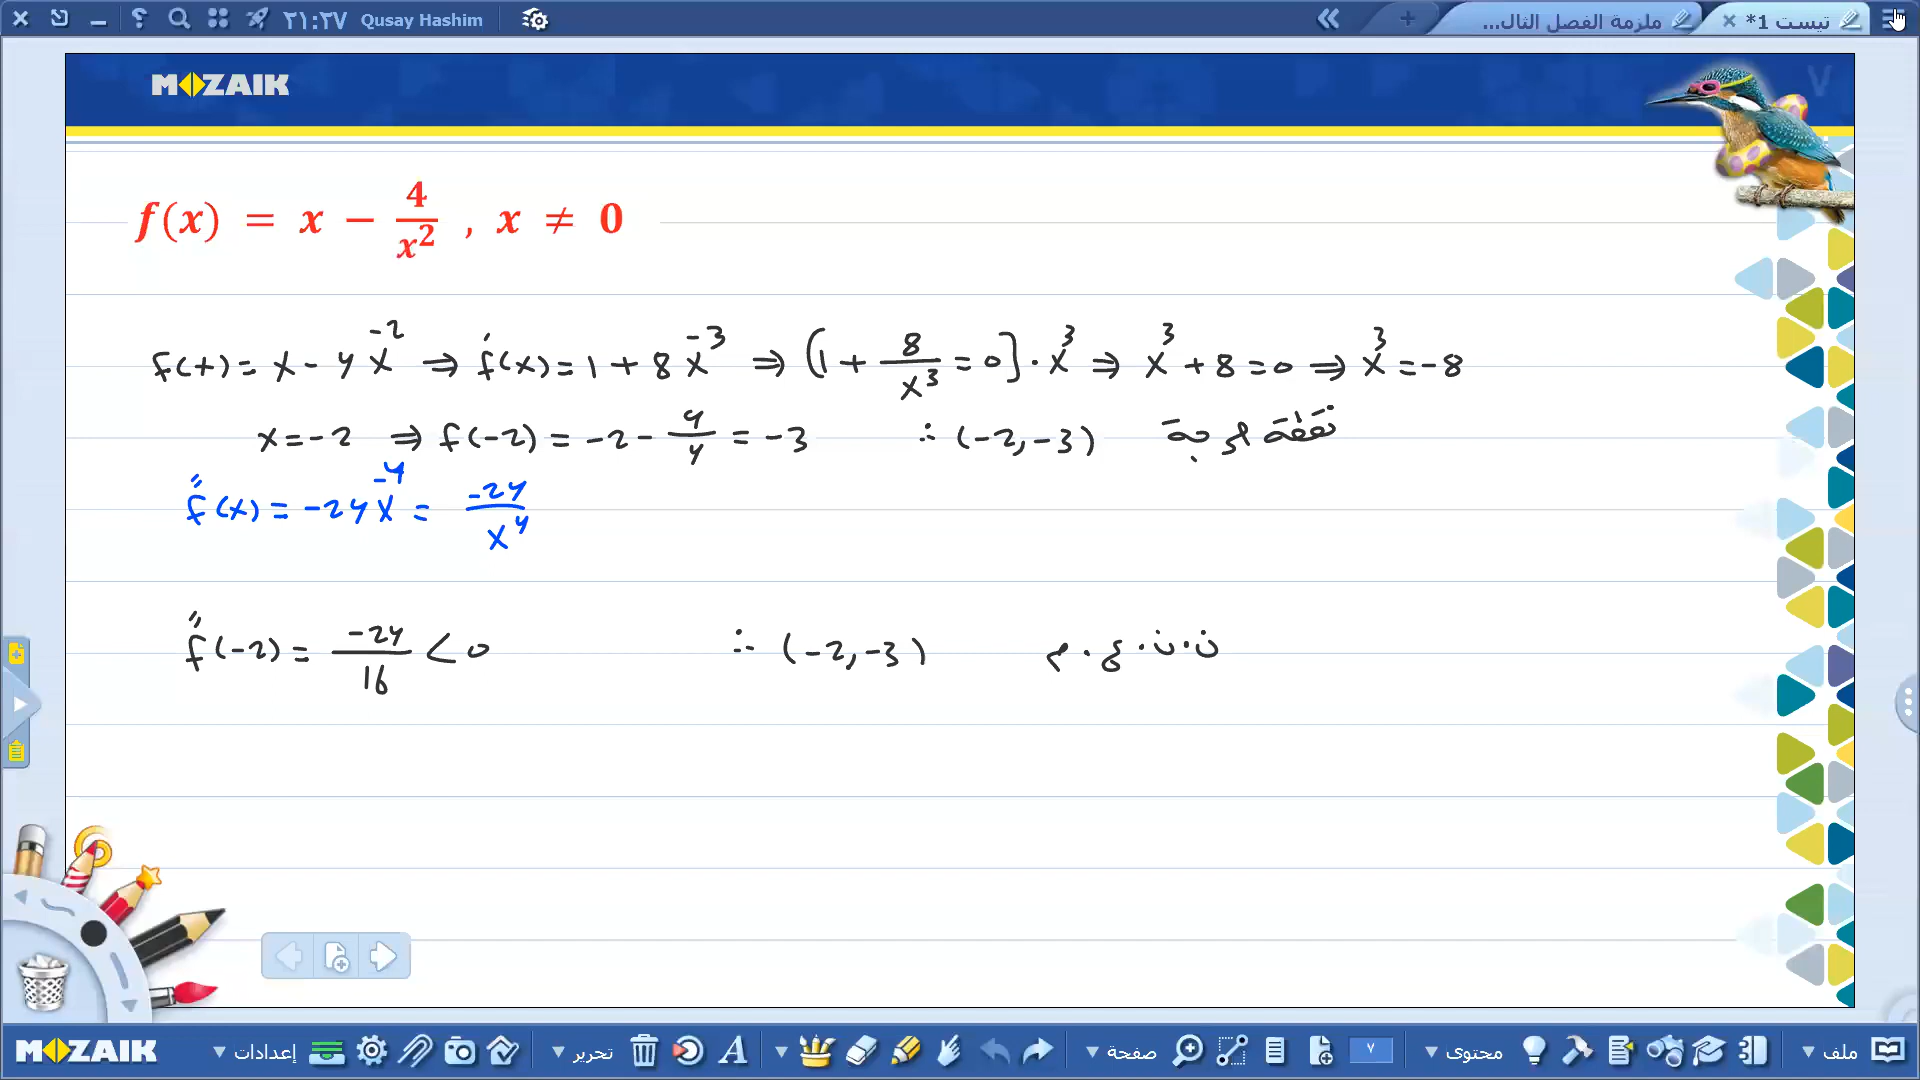 ٢١:٣٧ Qusay Hashim
ملزمة الفصل الثال...
تيست 1*
MOZAIK
f(x) = x − 4/x² , x ≠ 0
f(x) = x - 4x⁻² ⇒ f́(x) = 1 + 8x⁻³ ⇒ [1 + 8/x³ = 0] · x³ ⇒ x³ + 8 = 0 ⇒ x³ = -8
x = -2 ⇒ f(-2) = -2 - 4/4 = -3 ∴ (-2, -3) نقطة حرجة
f̋(x) = -24x⁻⁴ = -24/x⁴
f̋(-2) = -24/16 < 0 ∴ (-2, -3) ن.ن.ع.م
MOZAIK
إعدادات
تحرير
صفحة
٧
محتوى
ملف